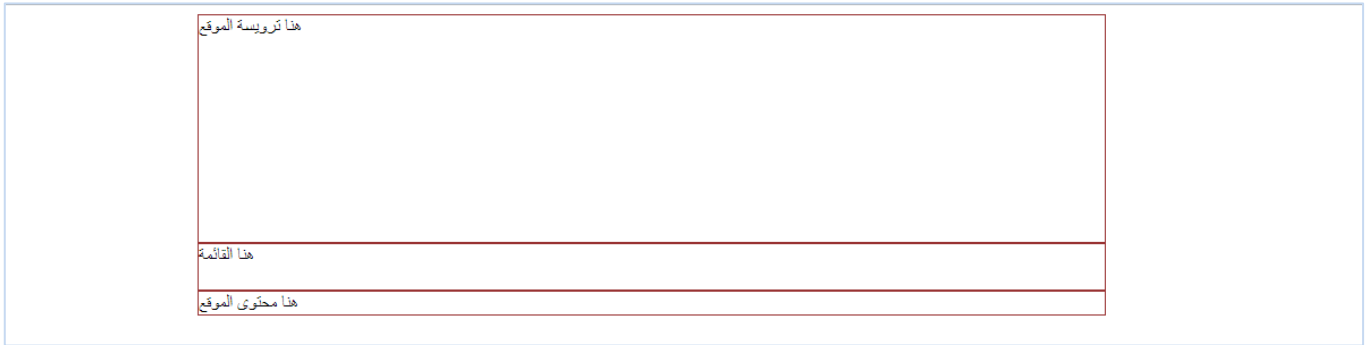 هنا ترويسة الموقع
هنا القائمة
هنا محتوى الموقع